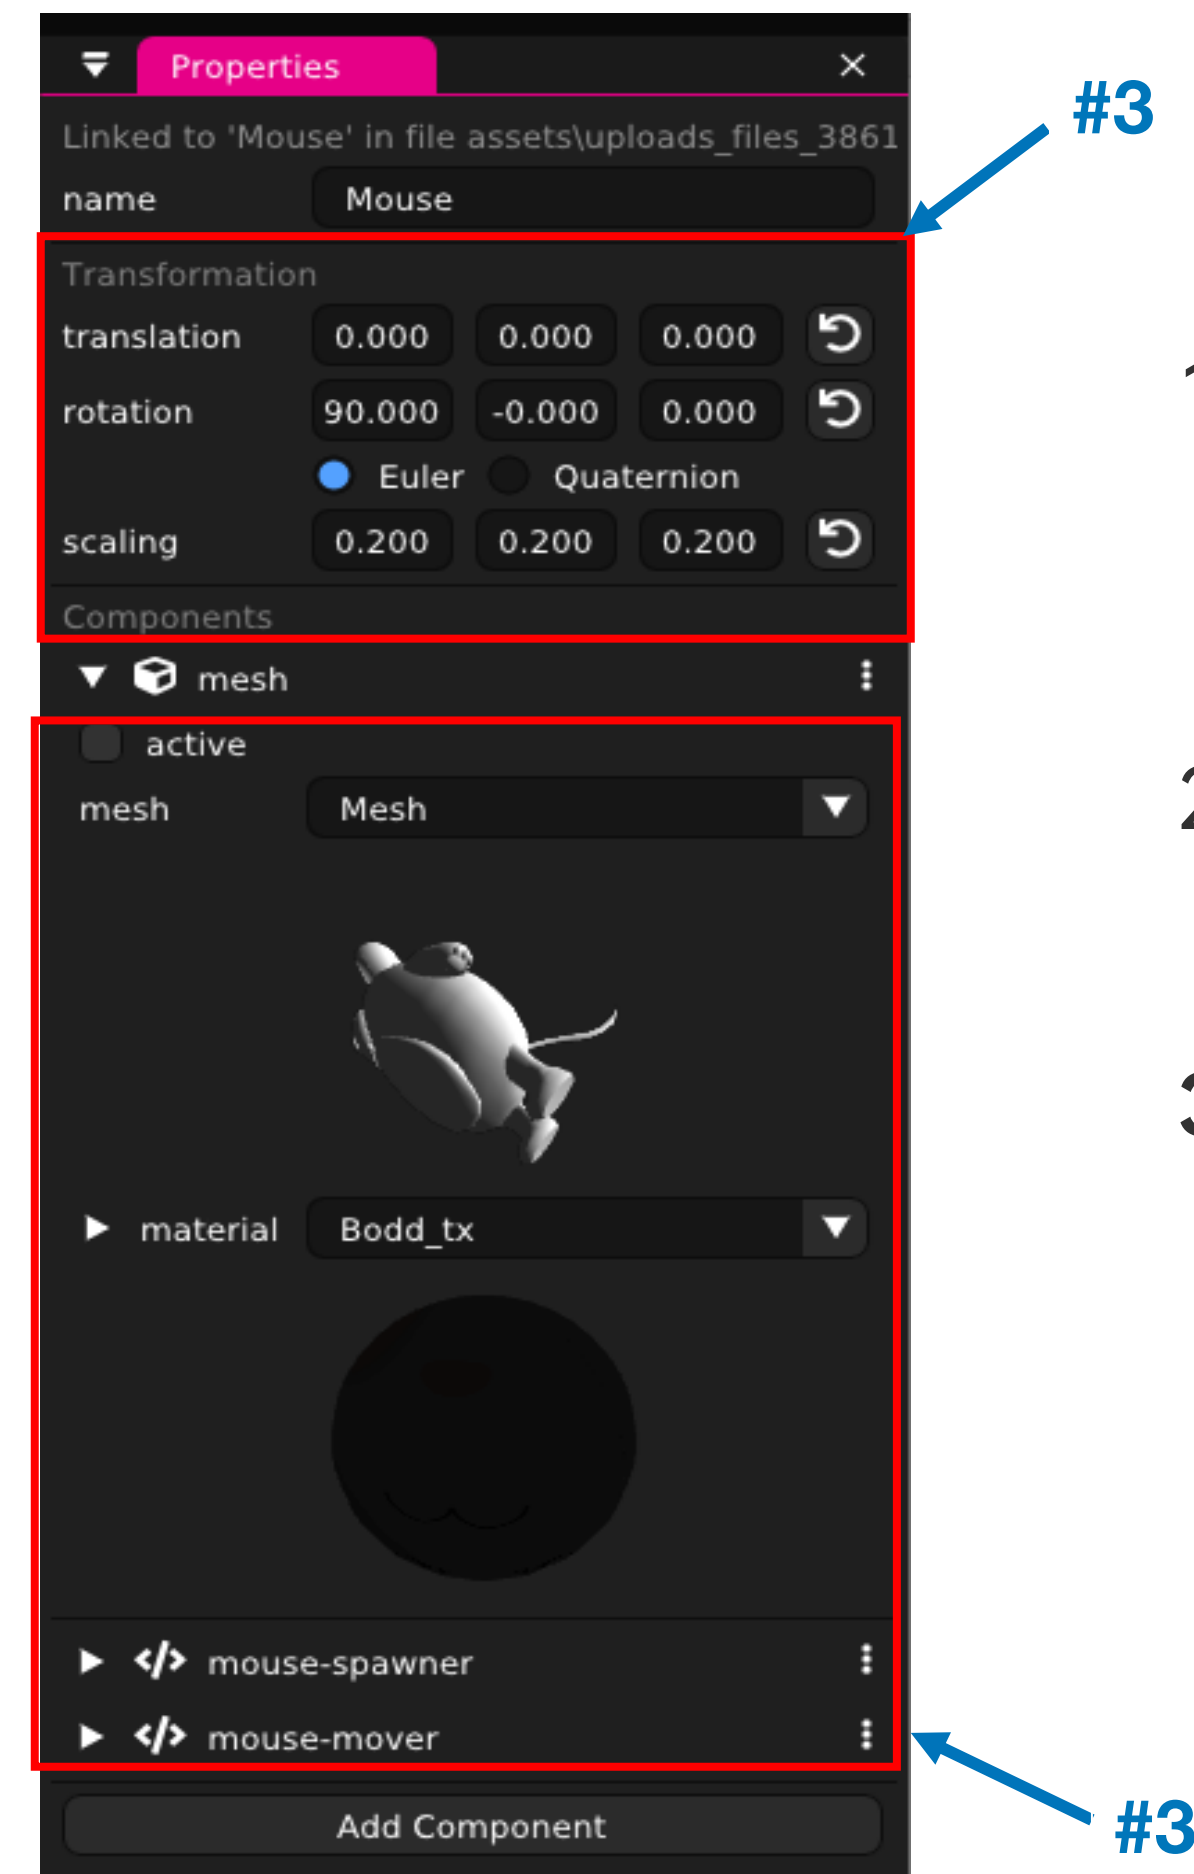 Properties
#3
Linked to 'Mouse' in file assets\uploads_files_3861
name Mouse
Transformation
translation 0.000 0.000 0.000
rotation 90.000 -0.000 0.000
Euler Quaternion
scaling 0.200 0.200 0.200
Components
mesh
active
mesh Mesh
material Bodd_tx
</> mouse-spawner
</> mouse-mover
Add Component
#3